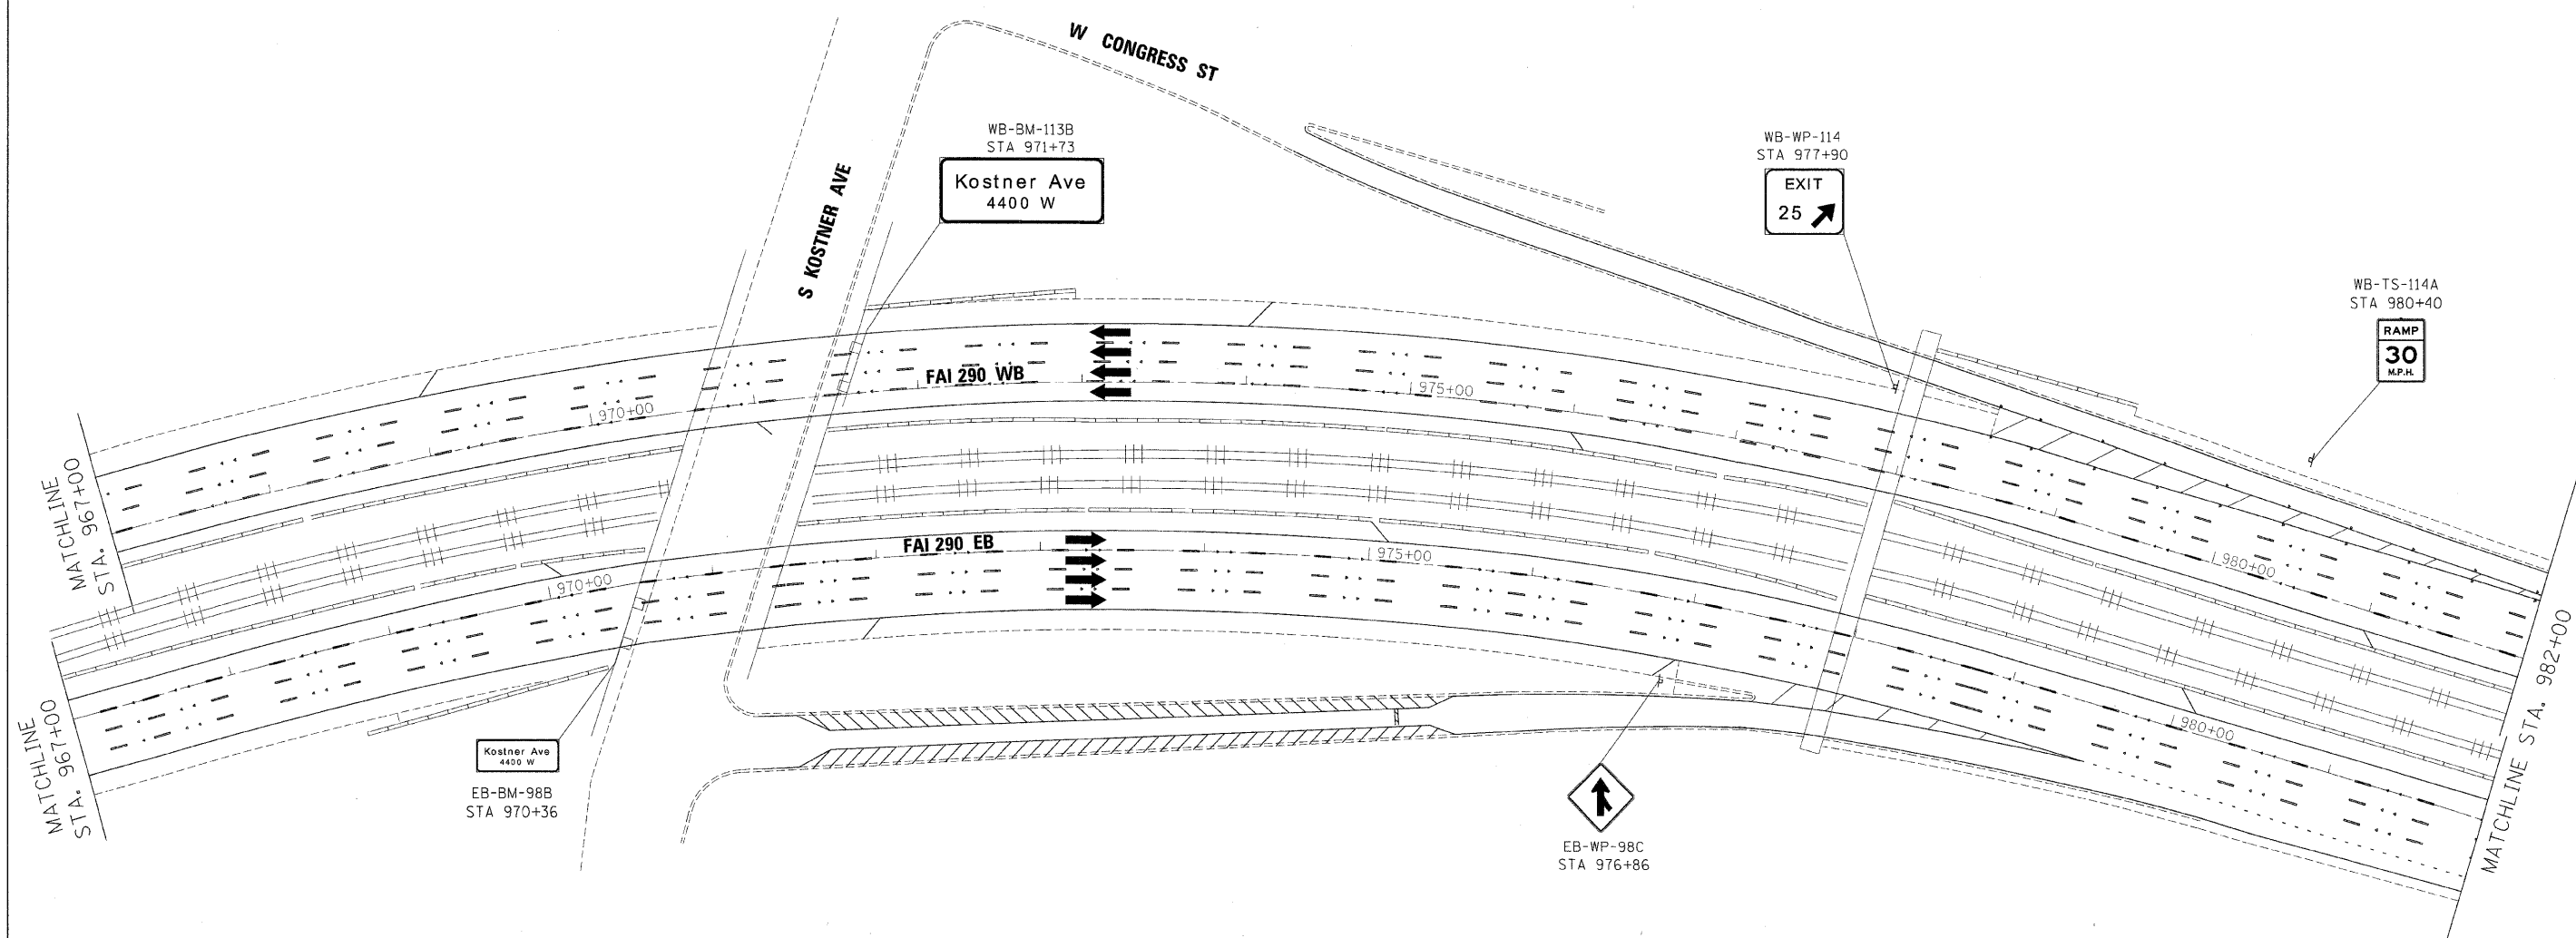 W CONGRESS ST
WB-BM-113B
STA 971+73
Kostner Ave
4400 W
S KOSTNER AVE
WB-WP-114
STA 977+90
EXIT
25
WB-TS-114A
STA 980+40
RAMP
30
M.P.H.
FAI 290 WB
970+00
975+00
980+00
MATCHLINE
STA. 967+00
FAI 290 EB
970+00
975+00
980+00
MATCHLINE
STA. 967+00
MATCHLINE STA. 982+00
Kostner Ave
4400 W
EB-BM-98B
STA 970+36
EB-WP-98C
STA 976+86